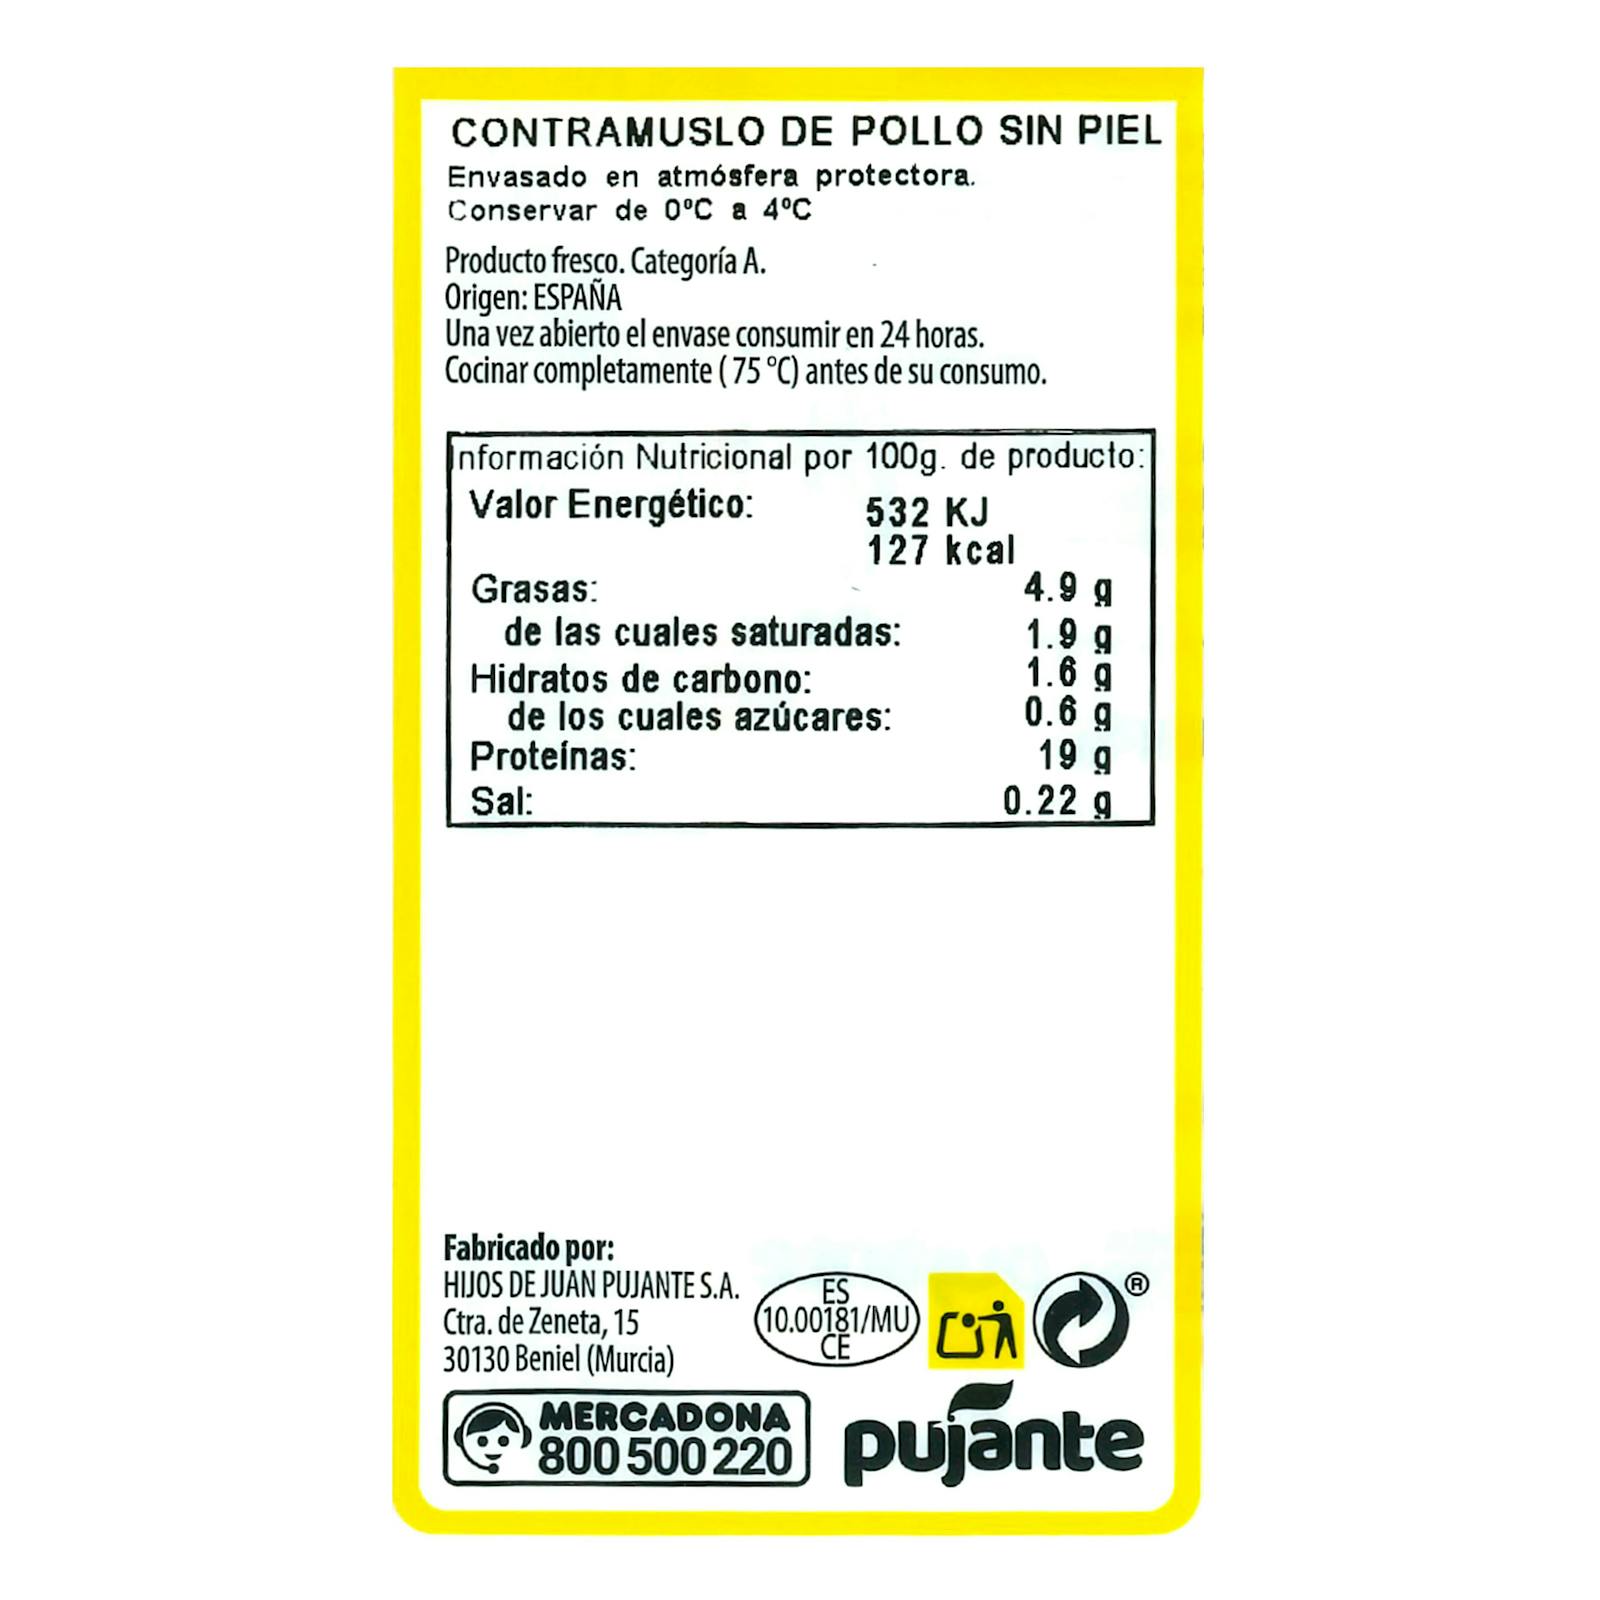 CONTRAMUSLO DE POLLO SIN PIEL
Envasado en atmósfera protectora.
Conservar de 0ºC a 4ºC
Producto fresco. Categoría A.
Origen: ESPAÑA
Una vez abierto el envase consumir en 24 horas.
Cocinar completamente ( 75 ºC) antes de su consumo.
Información Nutricional por 100g. de producto:
Valor Energético: 532 KJ
127 kcal
Grasas: 4.9 g
de las cuales saturadas: 1.9 g
Hidratos de carbono: 1.6 g
de los cuales azúcares: 0.6 g
Proteínas: 19 g
Sal: 0.22 g
Fabricado por:
HIJOS DE JUAN PUJANTE S.A.
Ctra. de Zeneta, 15
30130 Beniel (Murcia)
ES
10.00181/MU
CE
®
MERCADONA
800 500 220
pujante